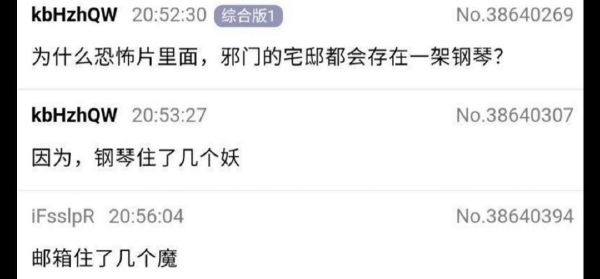 kbHzhQW 20:52:30 综合版1 No.38640269
为什么恐怖片里面，邪门的宅邸都会存在一架钢琴？
kbHzhQW 20:53:27 No.38640307
因为，钢琴住了几个妖
iFsslpR 20:56:04 No.38640394
邮箱住了几个魔